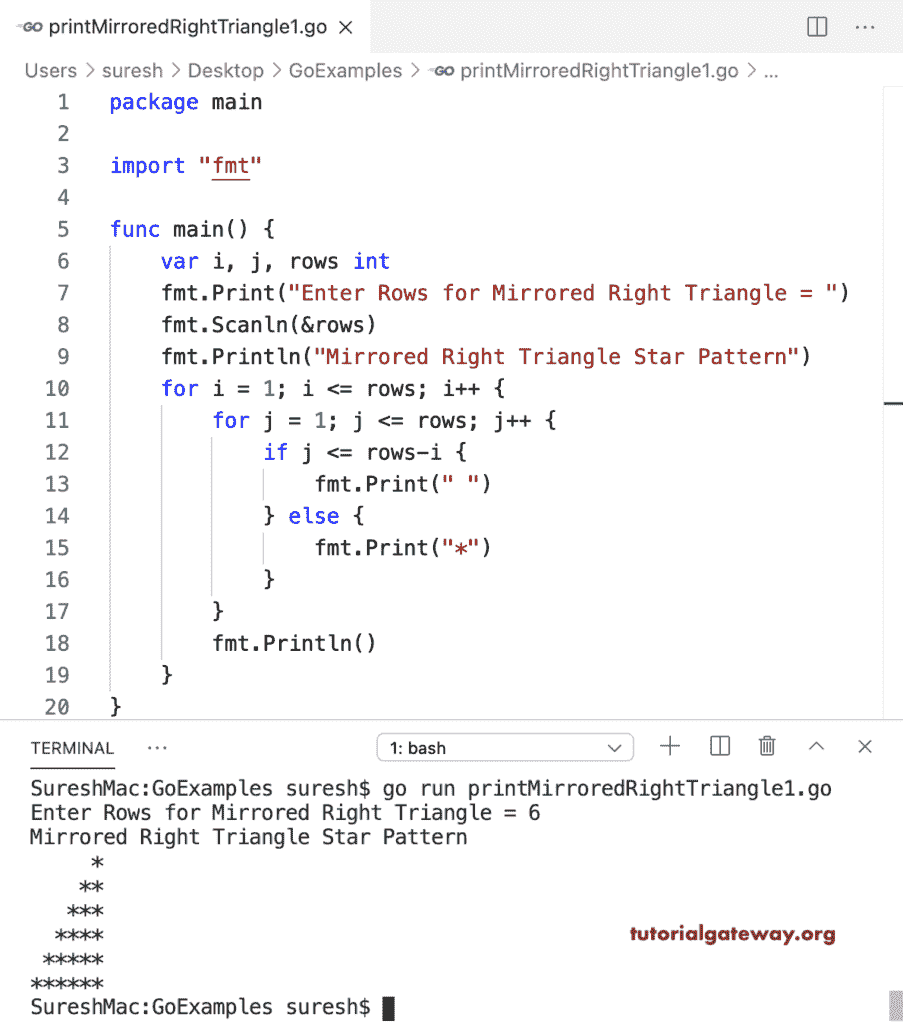 GO printMirroredRightTriangle1.go ×
Users > suresh > Desktop > GoExamples > GO printMirroredRightTriangle1.go > ...
1 package main
2
3 import "fmt"
4
5 func main() {
6     var i, j, rows int
7     fmt.Print("Enter Rows for Mirrored Right Triangle = ")
8     fmt.Scanln(&rows)
9     fmt.Println("Mirrored Right Triangle Star Pattern")
10     for i = 1; i <= rows; i++ {
11         for j = 1; j <= rows; j++ {
12             if j <= rows-i {
13                 fmt.Print(" ")
14             } else {
15                 fmt.Print("*")
16             }
17         }
18         fmt.Println()
19     }
20 }
TERMINAL ··· 1: bash
SureshMac:GoExamples suresh$ go run printMirroredRightTriangle1.go
Enter Rows for Mirrored Right Triangle = 6
Mirrored Right Triangle Star Pattern
     *
    **
   ***
  ****
 *****
******
tutorialgateway.org
SureshMac:GoExamples suresh$